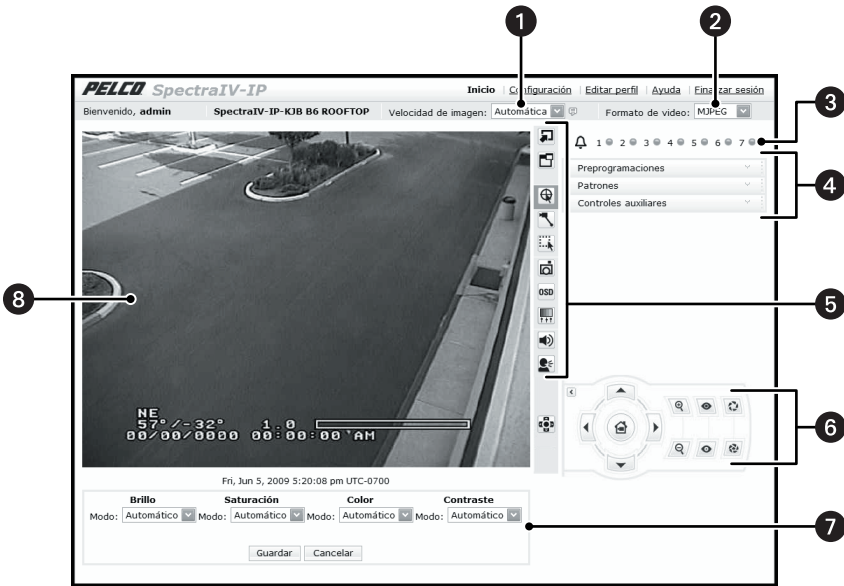 1
2
PELCO SpectraIV-IP
Inicio | Configuración | Editar perfil | Ayuda | Finalizar sesión
Bienvenido, admin SpectraIV-IP-KJB B6 ROOFTOP Velocidad de imagen: Automática Formato de video: MJPEG
3
1 2 3 4 5 6 7
Preprogramaciones
Patrones
Controles auxiliares
4
OSD
8
5
NE
57°/-32° 1.0
00/00/0000 00:00:00 AM
6
Fri, Jun 5, 2009 5:20:08 pm UTC-0700
Brillo Saturación Color Contraste
Modo: Automático Modo: Automático Modo: Automático Modo: Automático
7
Guardar Cancelar